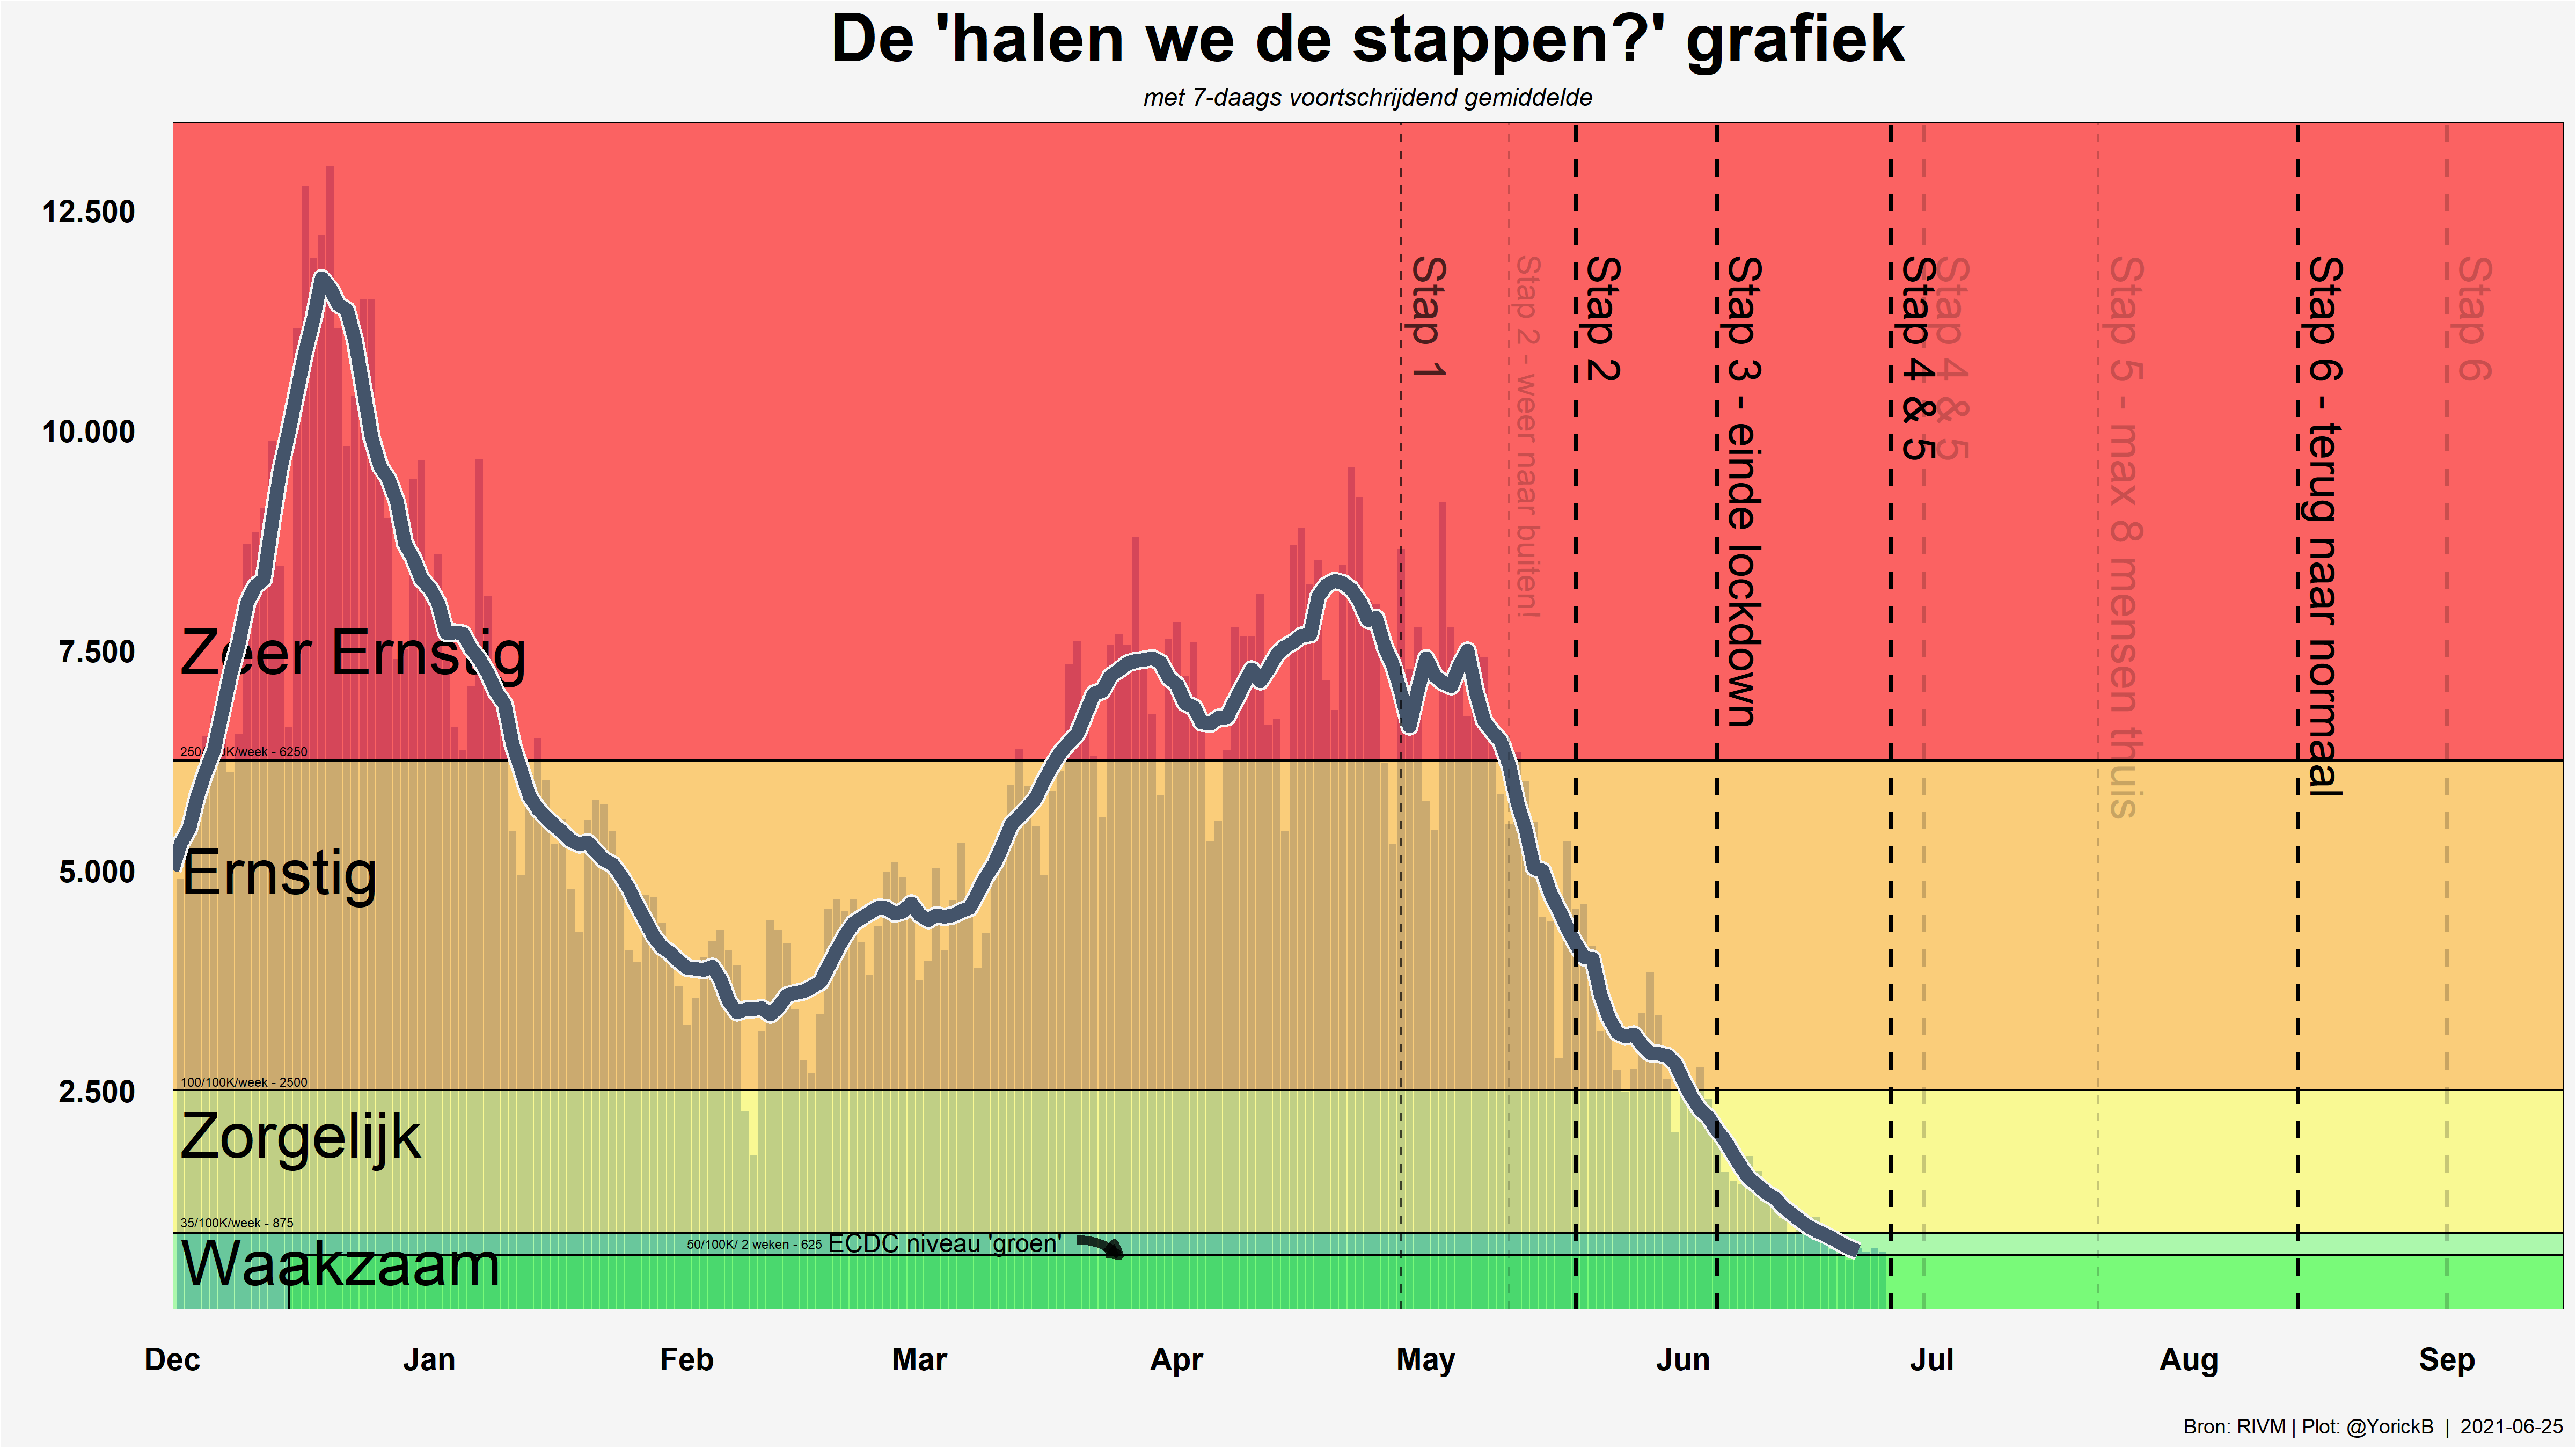 De 'halen we de stappen?' grafiek
met 7-daags voortschrijdend gemiddelde
12.500
10.000
7.500
5.000
2.500
Stap 1
Stap 2 - weer naar buiten!
Stap 2
Stap 3 - einde lockdown
Stap 4 & 5
Stap 4 & 5
Stap 5 - max 8 mensen thuis
Stap 6 - terug naar normaal
Stap 6
Zeer Ernstig
250/100K/week - 6250
Ernstig
100/100K/week - 2500
Zorgelijk
35/100K/week - 875
Waakzaam
50/100K/ 2 weken - 625
ECDC niveau 'groen'
Dec Jan Feb Mar Apr May Jun Jul Aug Sep
Bron: RIVM | Plot: @YorickB | 2021-06-25